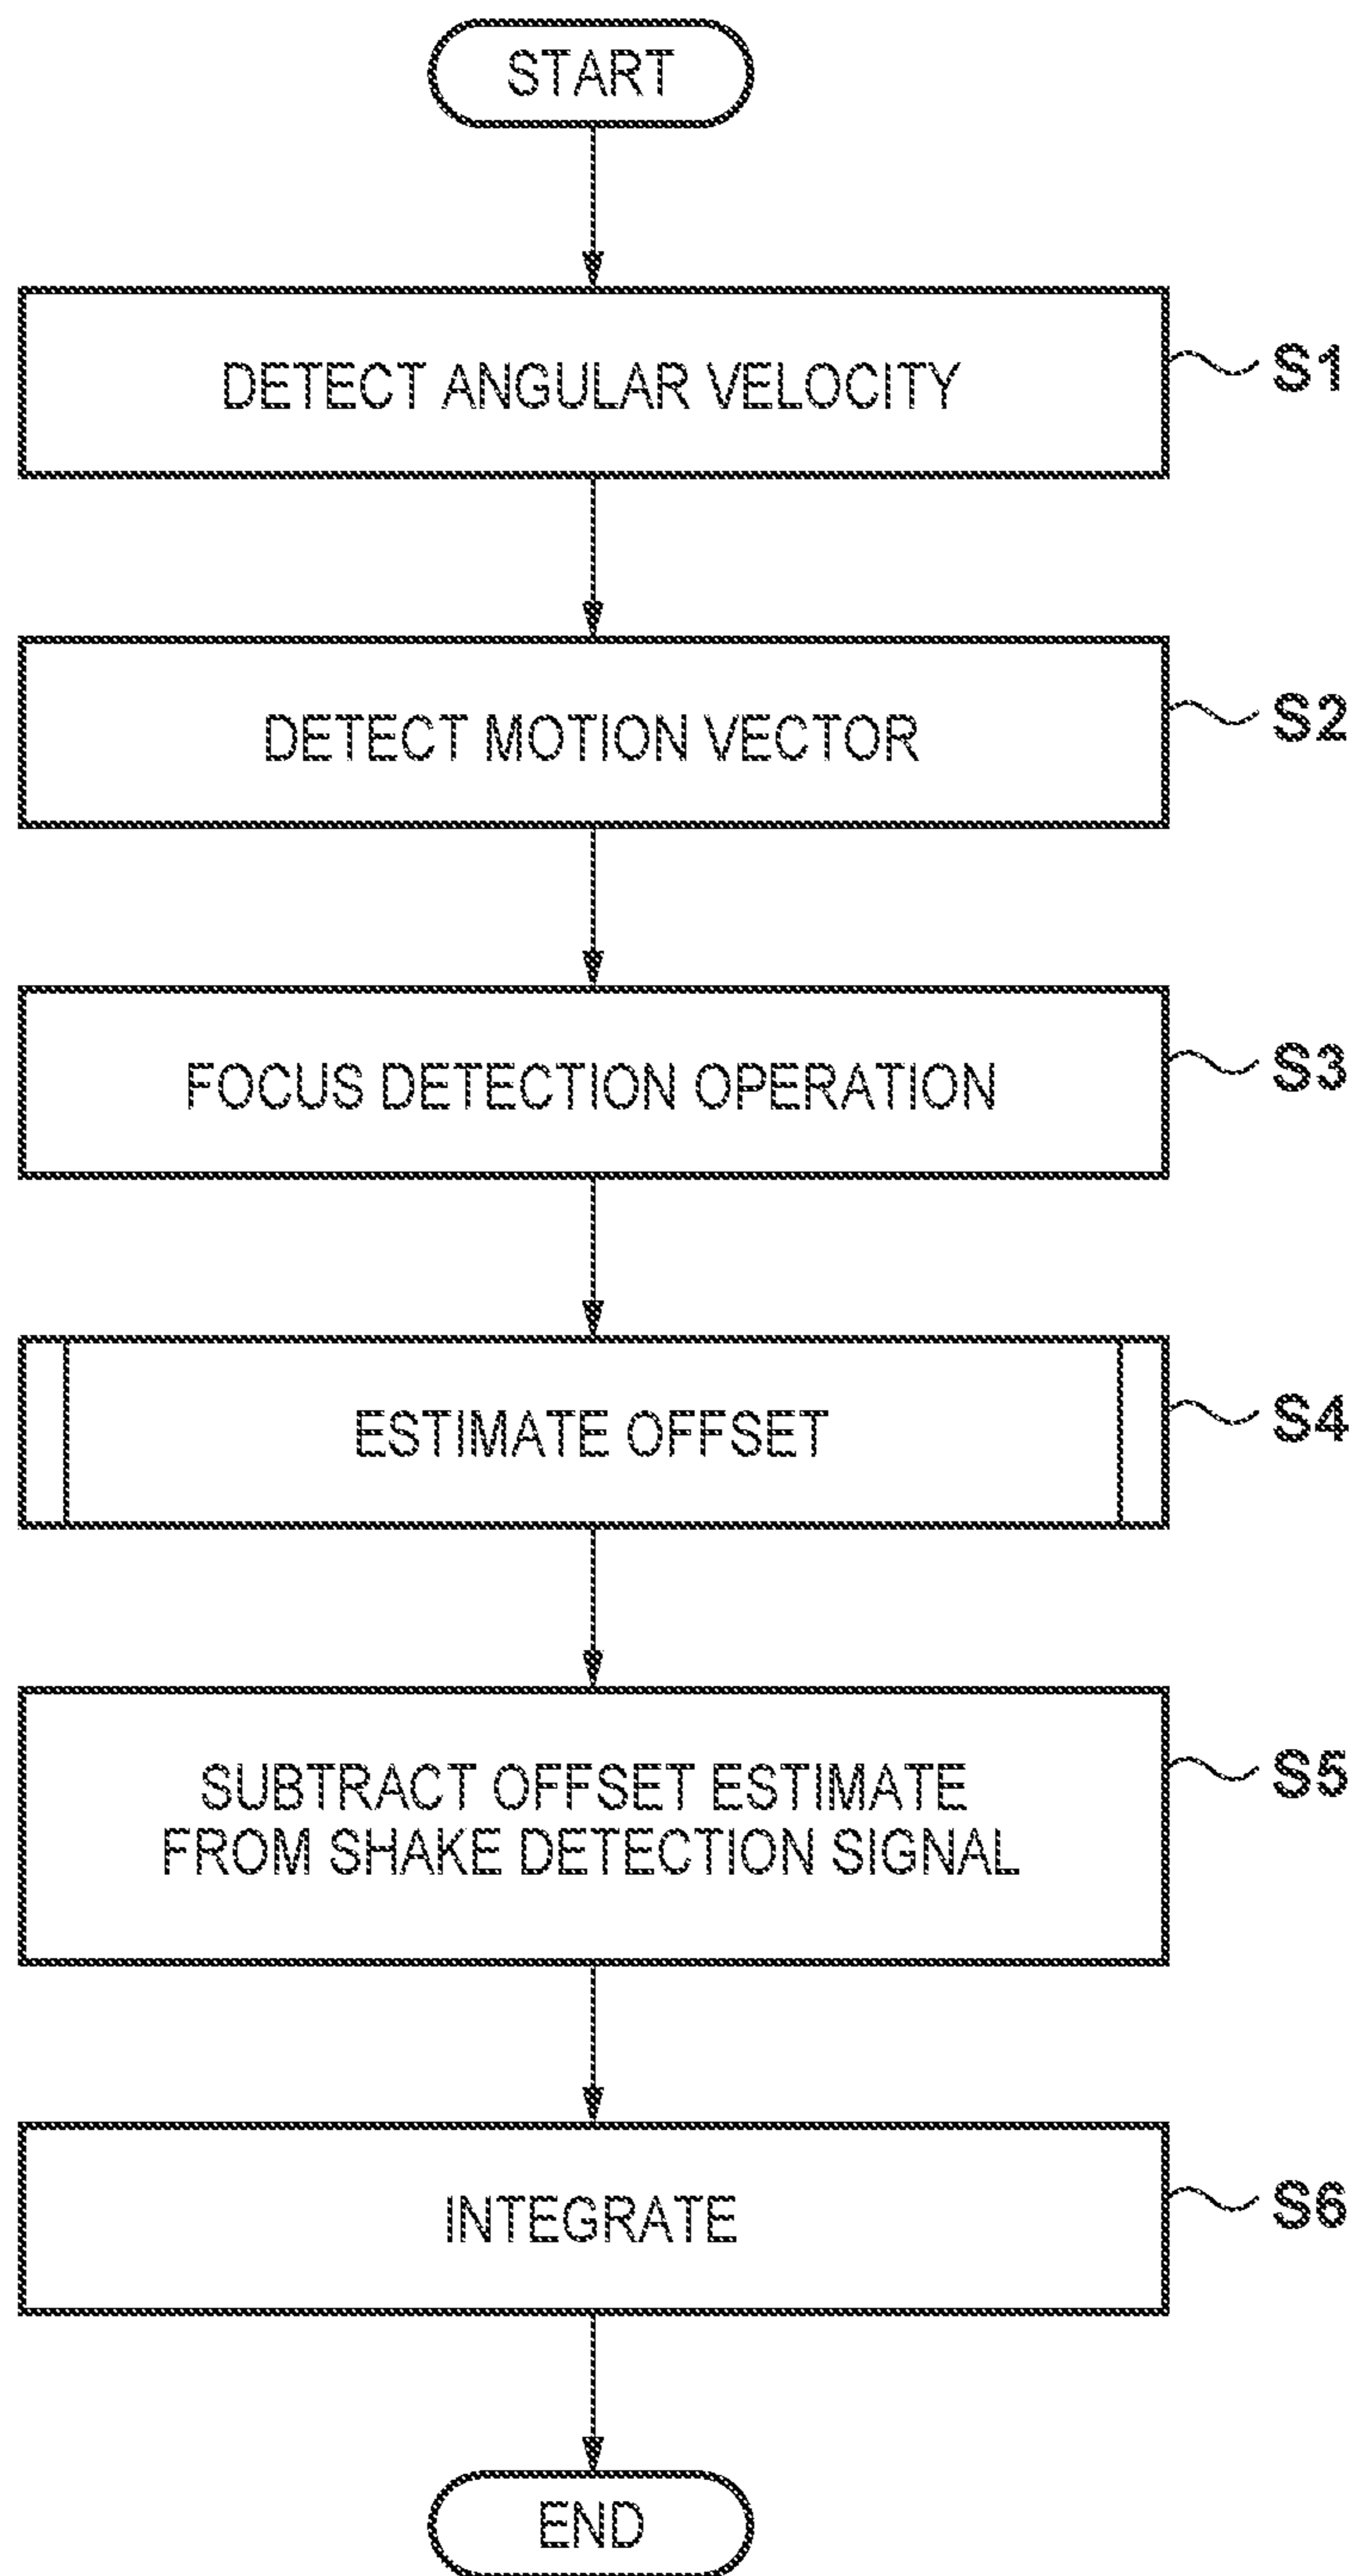 START
DETECT ANGULAR VELOCITY
S1
DETECT MOTION VECTOR
S2
FOCUS DETECTION OPERATION
S3
ESTIMATE OFFSET
S4
SUBTRACT OFFSET ESTIMATE
FROM SHAKE DETECTION SIGNAL
S5
INTEGRATE
S6
END